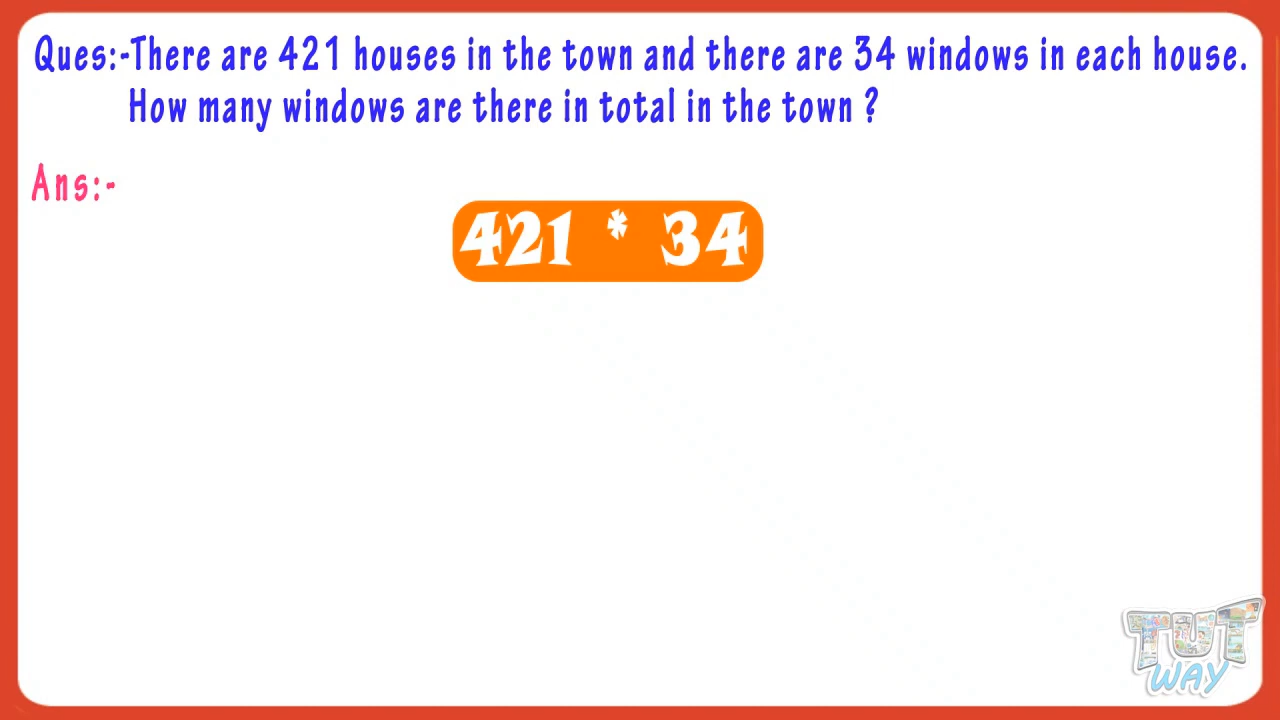 Ques:-There are 421 houses in the town and there are 34 windows in each house.
How many windows are there in total in the town ?
Ans:-
421 * 34
TUT
WAY